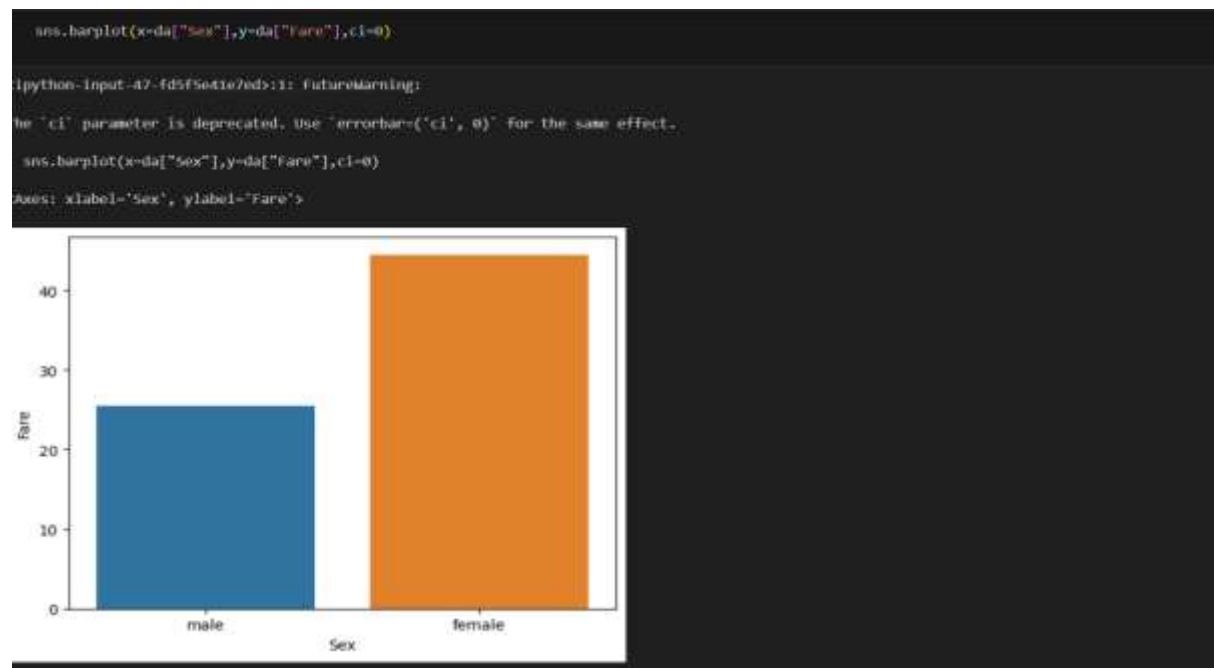 sns.barplot(x=da["Sex"],y=da["Fare"],ci=0)
ipython-input-47-fd5f5e41e7ed>:1: FutureWarning:
he `ci` parameter is deprecated. Use `errorbar=('ci', 0)` for the same effect.
sns.barplot(x=da["Sex"],y=da["Fare"],ci=0)
Axes: xlabel='Sex', ylabel='Fare'>
40
30
Fare
20
10
0
male female
Sex